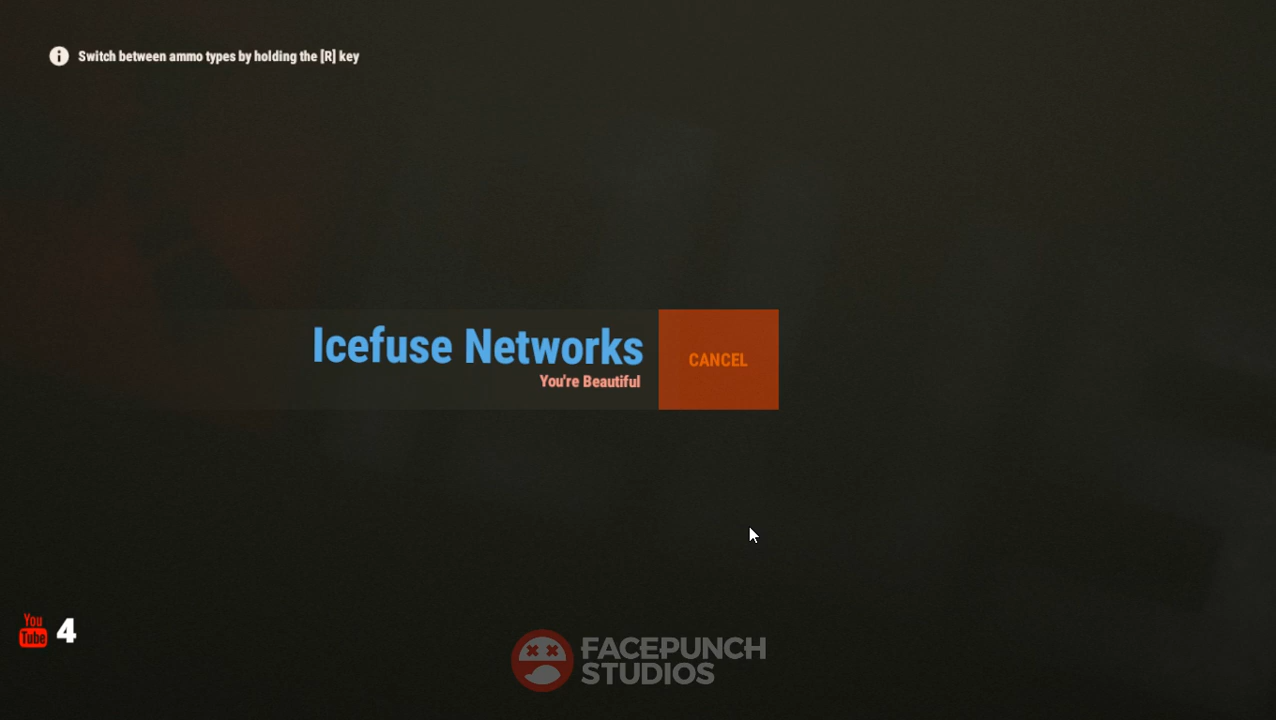 Switch between ammo types by holding the [R] key
Icefuse Networks
You're Beautiful
CANCEL
You
Tube
4
FACEPUNCH
STUDIOS